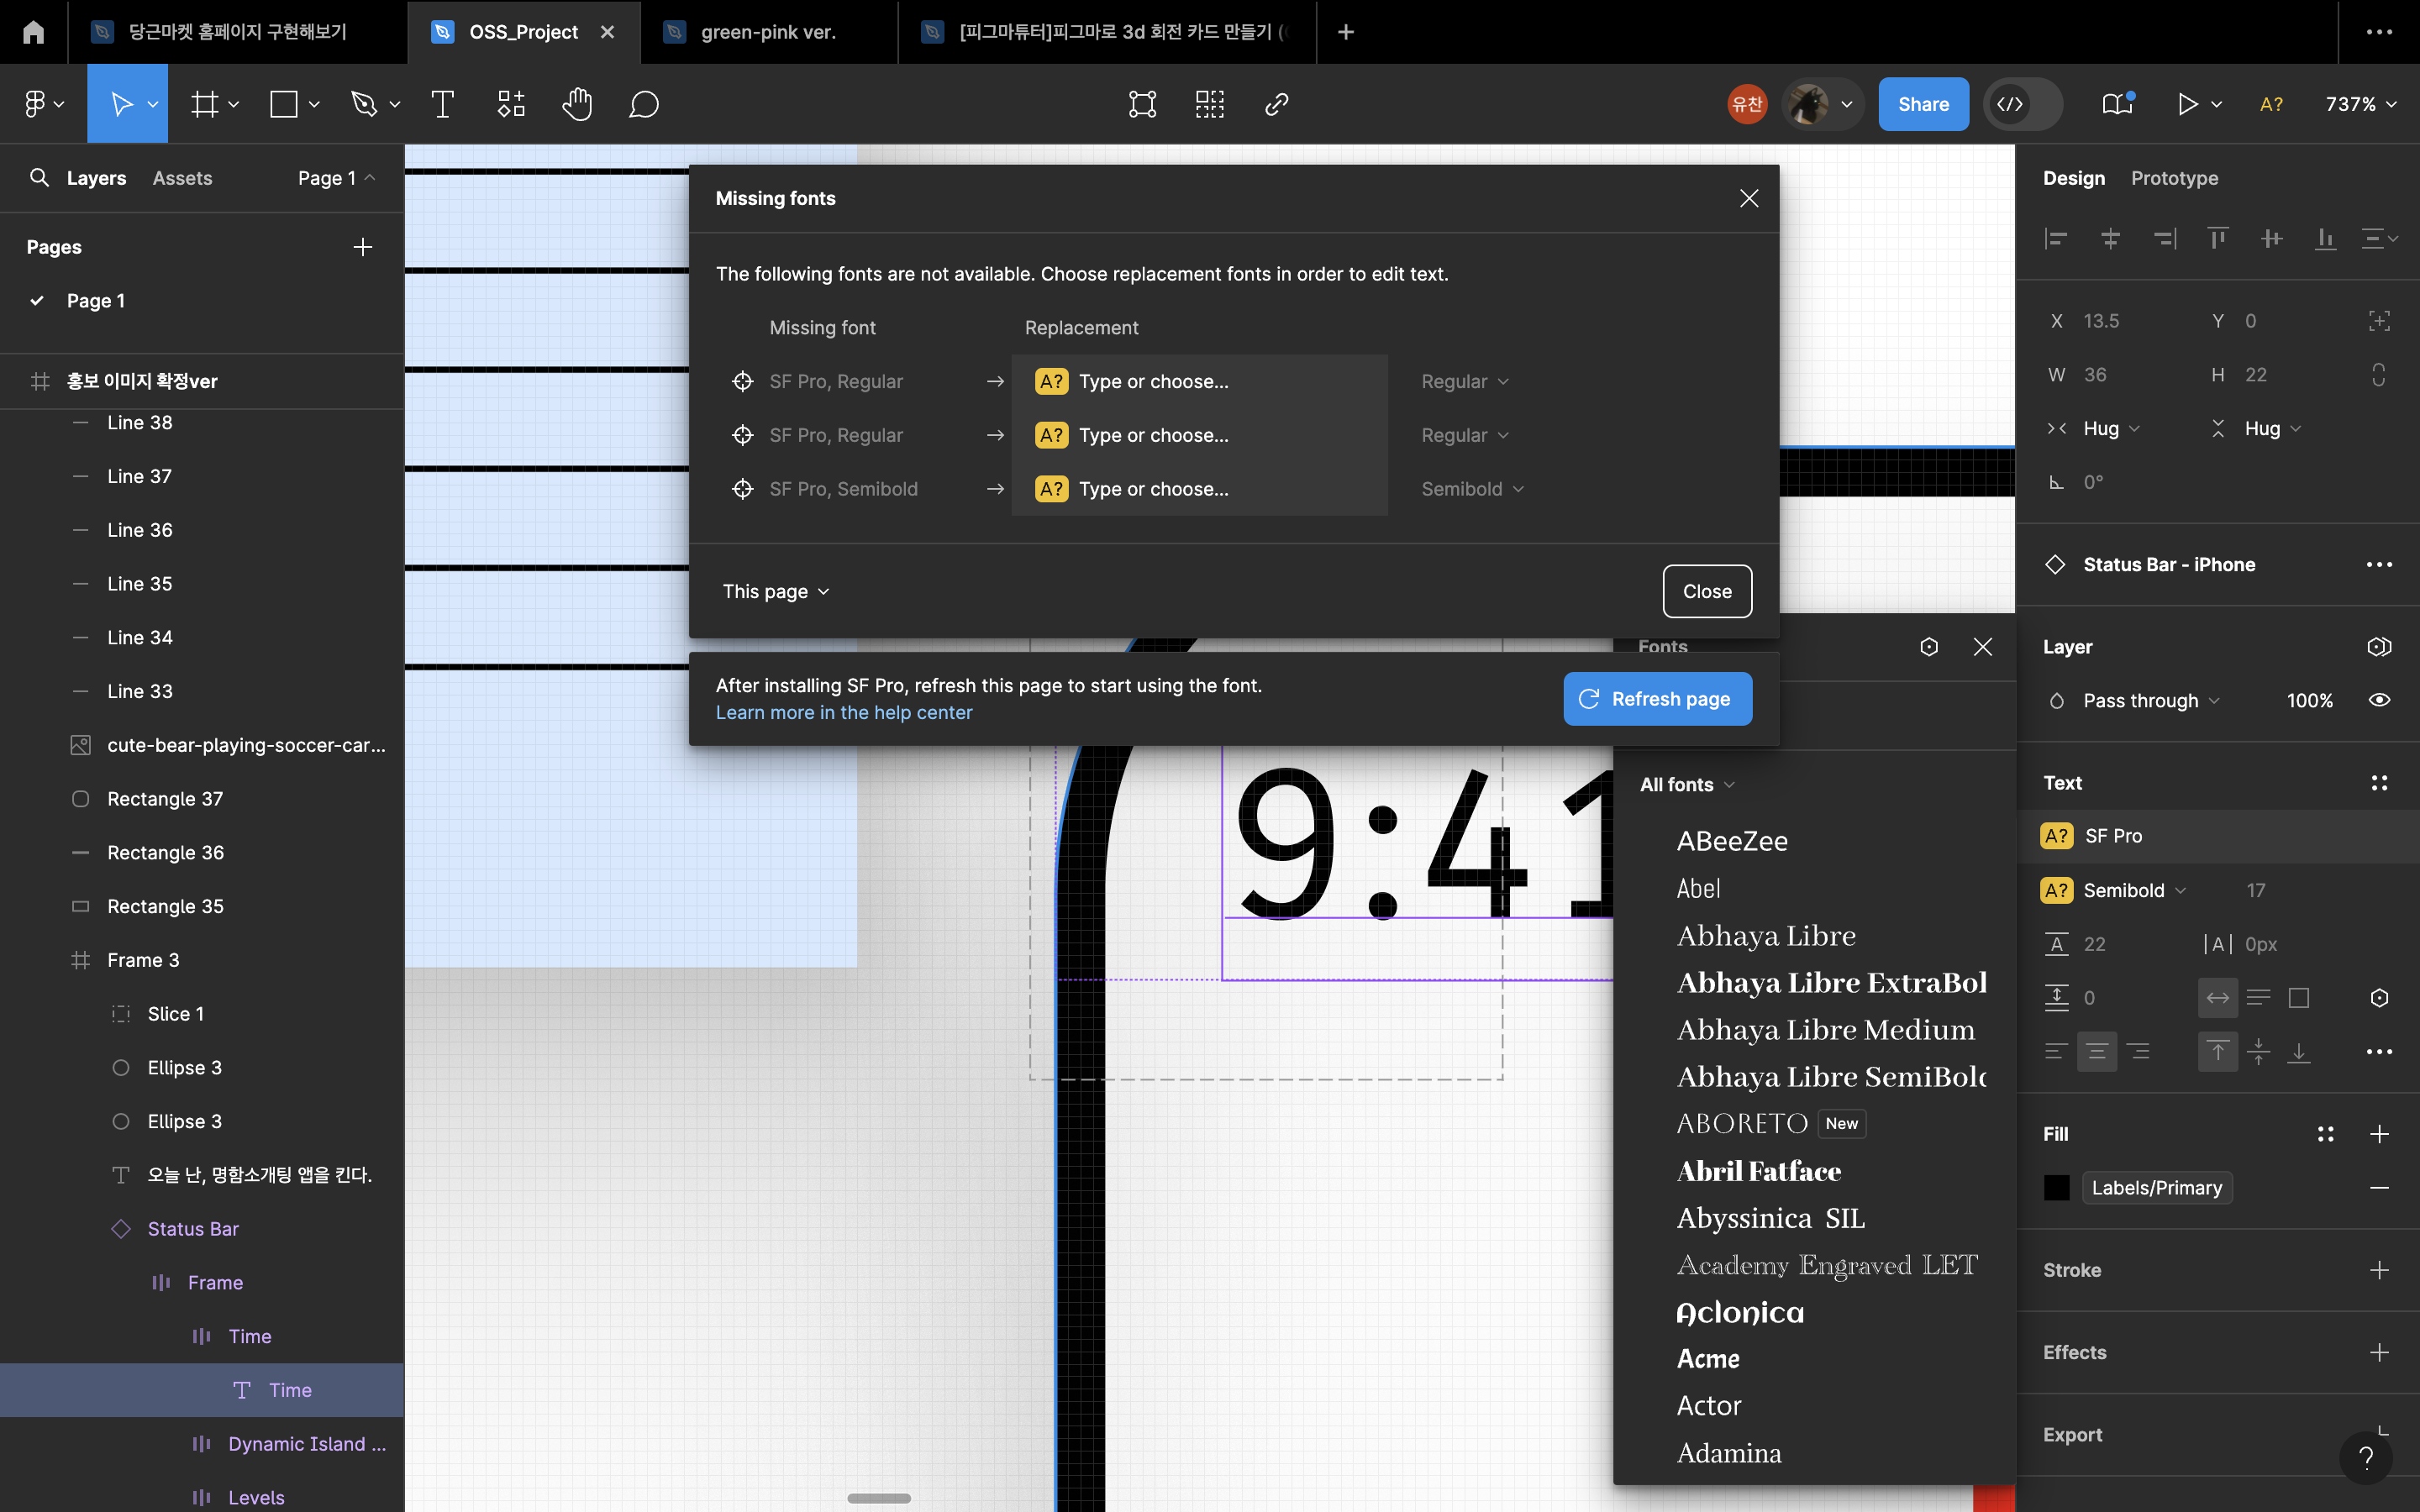 당근마켓 홈페이지 구현해보기
OSS_Project
green-pink ver.
[피그마튜터]피그마로 3d 회전 카드 만들기 (
유찬
Share
A?
737%
Layers
Assets
Page 1
Pages
Page 1
홍보 이미지 확정ver
Line 38
Line 37
Line 36
Line 35
Line 34
Line 33
cute-bear-playing-soccer-car...
Rectangle 37
Rectangle 36
Rectangle 35
Frame 3
Slice 1
Ellipse 3
Ellipse 3
오늘 난, 명함소개팅 앱을 킨다.
Status Bar
Frame
Time
Time
Dynamic Island ...
Levels
Missing fonts
The following fonts are not available. Choose replacement fonts in order to edit text.
Missing font
Replacement
SF Pro, Regular
A? Type or choose...
Regular
SF Pro, Regular
A? Type or choose...
Regular
SF Pro, Semibold
A? Type or choose...
Semibold
This page
Close
After installing SF Pro, refresh this page to start using the font.
Learn more in the help center
Refresh page
9:41
Fonts
All fonts
ABeeZee
Abel
Abhaya Libre
Abhaya Libre ExtraBol
Abhaya Libre Medium
Abhaya Libre SemiBold
ABORETO New
Abril Fatface
Abyssinica SIL
Academy Engraved LET
Aclonica
Acme
Actor
Adamina
Design
Prototype
X 13.5
Y 0
W 36
H 22
Hug
Hug
0°
Status Bar - iPhone
Layer
Pass through
100%
Text
A? SF Pro
A? Semibold
17
A 22
|A| 0px
0
Fill
Labels/Primary
Stroke
Effects
Export
?